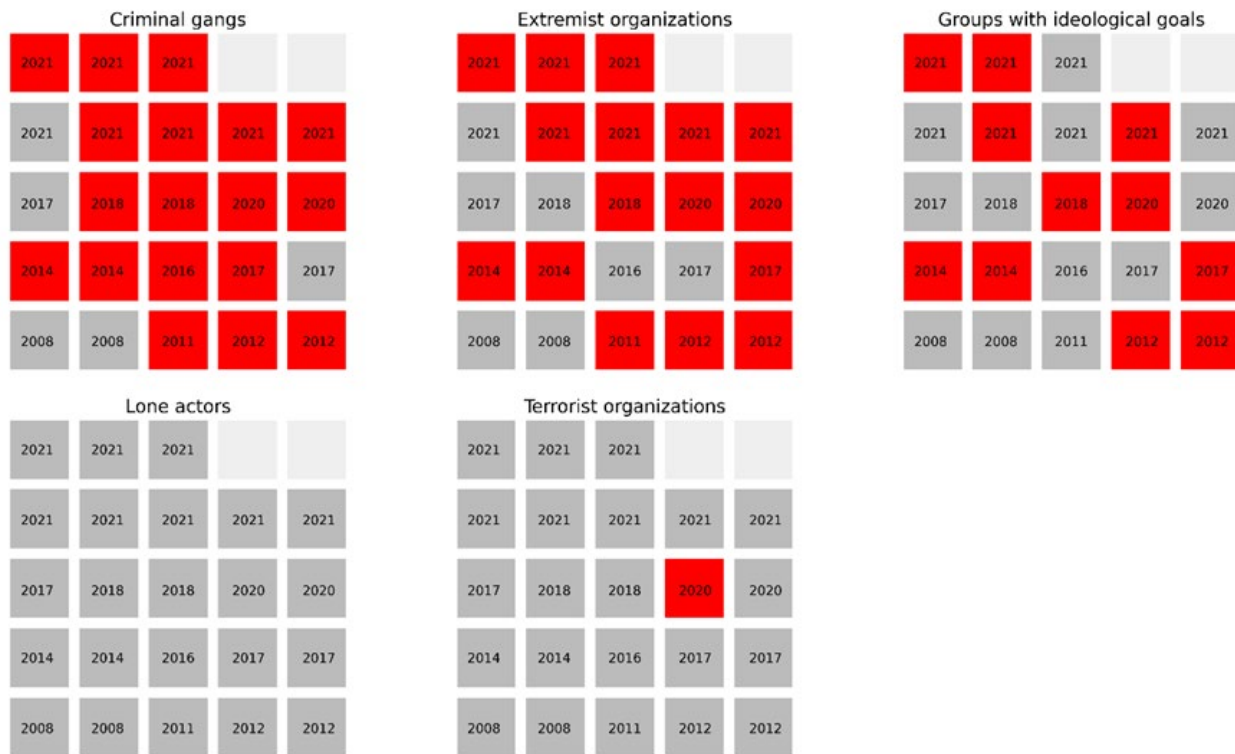 Criminal gangs
2021 2021 2021
2021 2021 2021 2021 2021
2017 2018 2018 2020 2020
2014 2014 2016 2017 2017
2008 2008 2011 2012 2012
Extremist organizations
2021 2021 2021
2021 2021 2021 2021 2021
2017 2018 2018 2020 2020
2014 2014 2016 2017 2017
2008 2008 2011 2012 2012
Groups with ideological goals
2021 2021 2021
2021 2021 2021 2021 2021
2017 2018 2018 2020 2020
2014 2014 2016 2017 2017
2008 2008 2011 2012 2012
Lone actors
2021 2021 2021
2021 2021 2021 2021 2021
2017 2018 2018 2020 2020
2014 2014 2016 2017 2017
2008 2008 2011 2012 2012
Terrorist organizations
2021 2021 2021
2021 2021 2021 2021 2021
2017 2018 2018 2020 2020
2014 2014 2016 2017 2017
2008 2008 2011 2012 2012